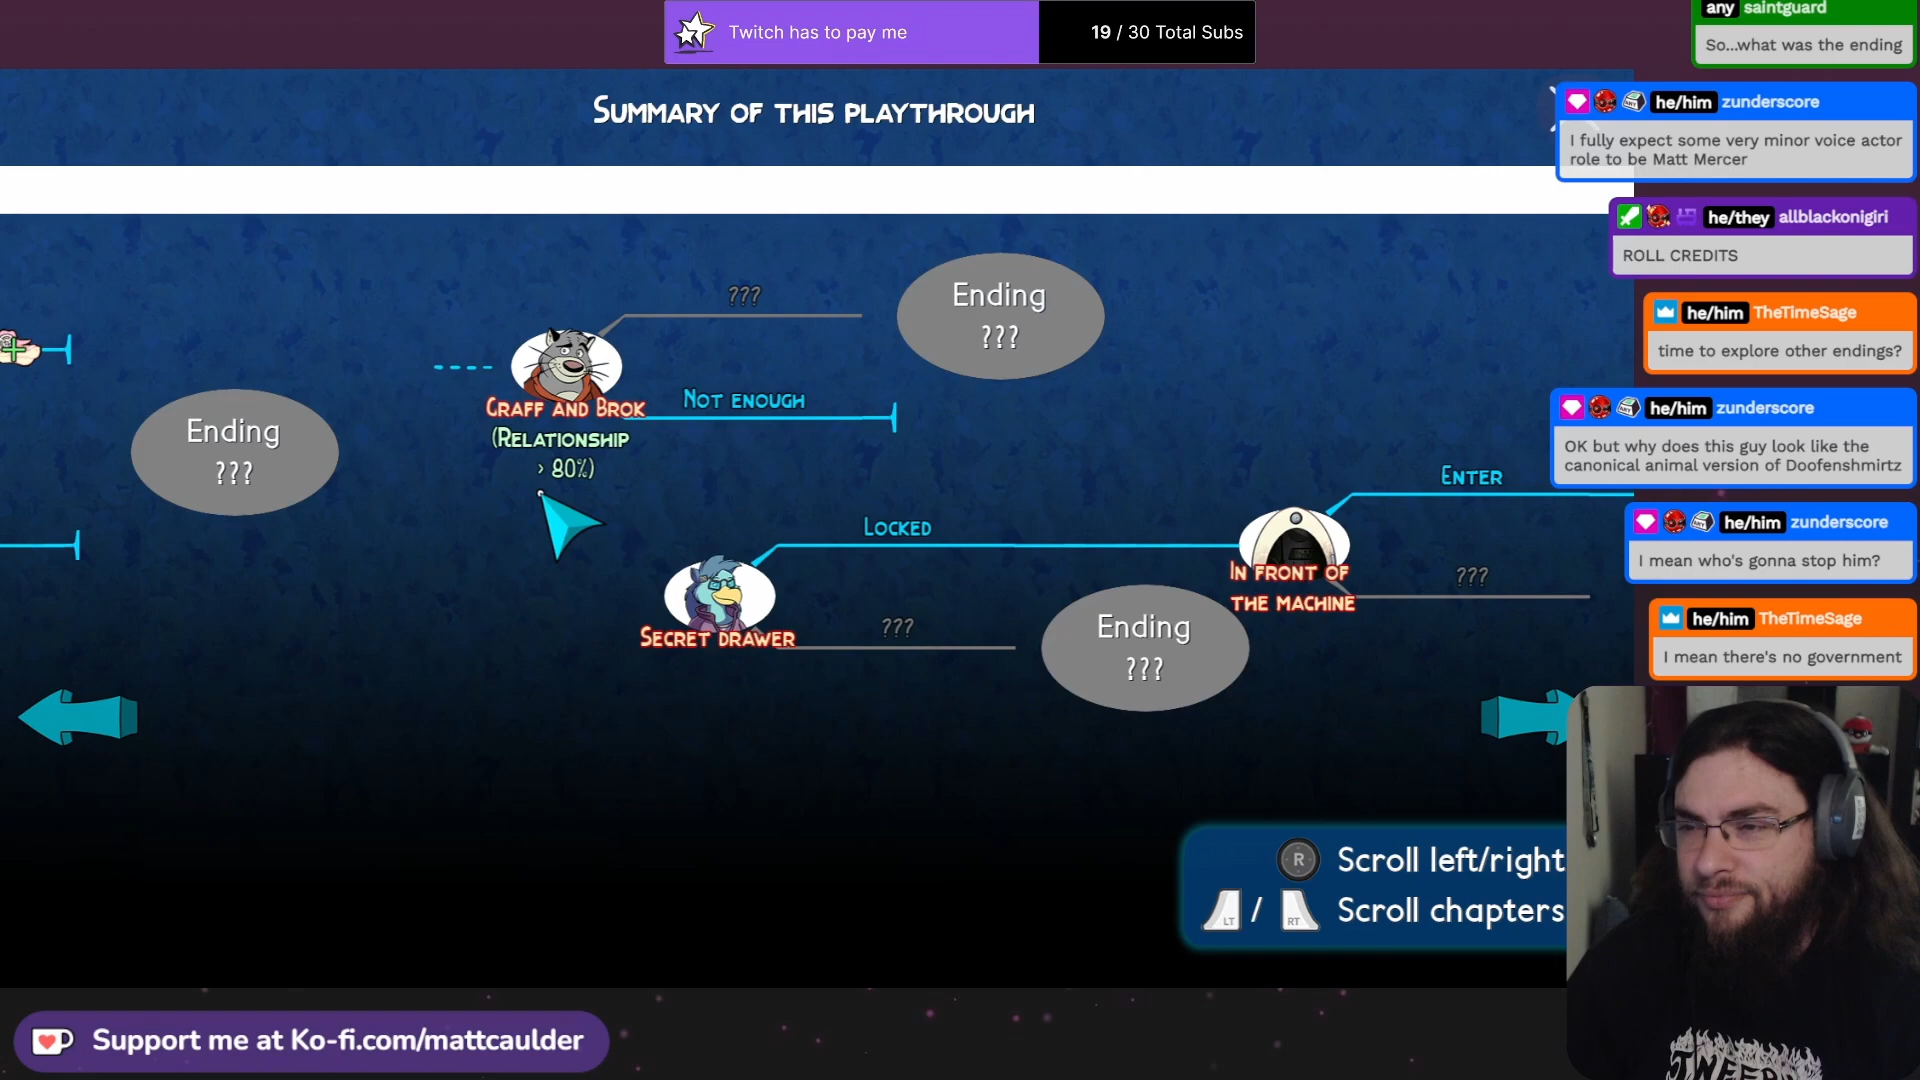 Twitch has to pay me
19 / 30 Total Subs
any saintguard
So...what was the ending
he/him zunderscore
I fully expect some very minor voice actor
role to be Matt Mercer
he/they allblackonigiri
ROLL CREDITS
he/him TheTimeSage
time to explore other endings?
he/him zunderscore
OK but why does this guy look like the
canonical animal version of Doofenshmirtz
he/him zunderscore
I mean who's gonna stop him?
he/him TheTimeSage
I mean there's no government
SUMMARY OF THIS PLAYTHROUGH
???
Ending
???
GRAFF AND BROK
(RELATIONSHIP
> 80%)
NOT ENOUGH
Ending
???
ENTER
LOCKED
IN FRONT OF
THE MACHINE
???
SECRET DRAWER
???
Ending
???
R Scroll left/right
LT / RT Scroll chapters
Support me at Ko-fi.com/mattcaulder